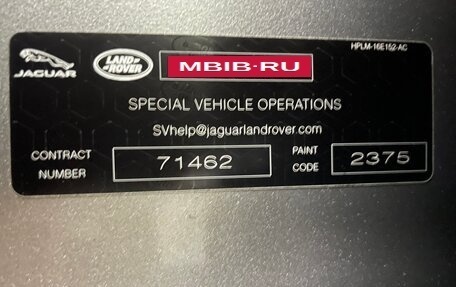 HPLM-16E152-AC
JAGUAR
LAND
ROVER
MBIB·RU
SPECIAL VEHICLE OPERATIONS
SVhelp@jaguarlandrover.com
CONTRACT
NUMBER
71462
PAINT
CODE
2375